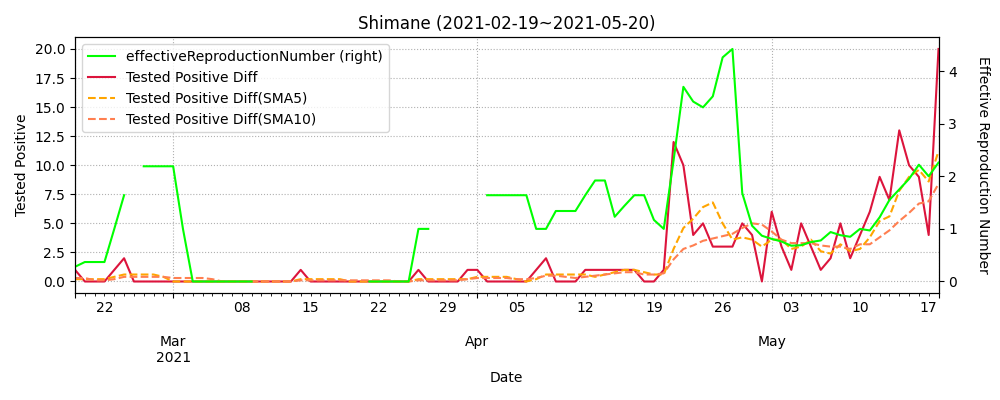 Shimane (2021-02-19~2021-05-20)
effectiveReproductionNumber (right)
Tested Positive Diff
Tested Positive Diff(SMA5)
Tested Positive Diff(SMA10)
Tested Positive
20.0
17.5
15.0
12.5
10.0
7.5
5.0
2.5
0.0
Effective Reproduction Number
4
3
2
1
0
22 08 15 22 29 05 12 19 26 03 10 17
Mar Apr May
2021
Date